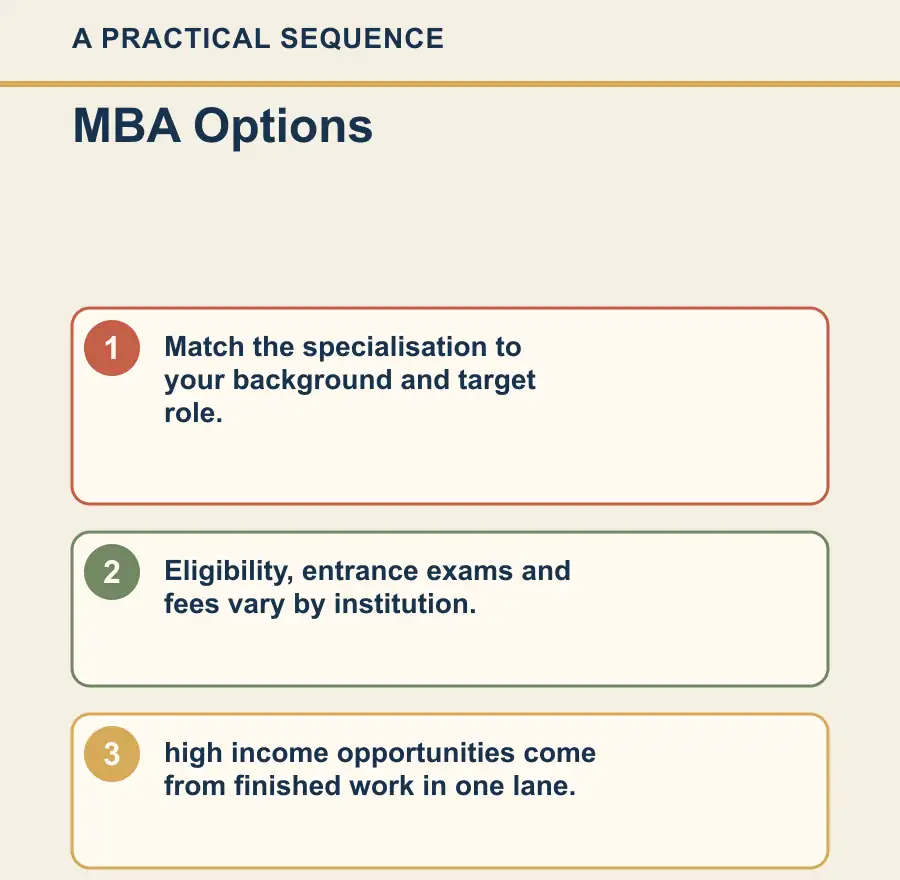 A PRACTICAL SEQUENCE
MBA Options
1
Match the specialisation to
your background and target
role.
2
Eligibility, entrance exams and
fees vary by institution.
3
high income opportunities come
from finished work in one lane.